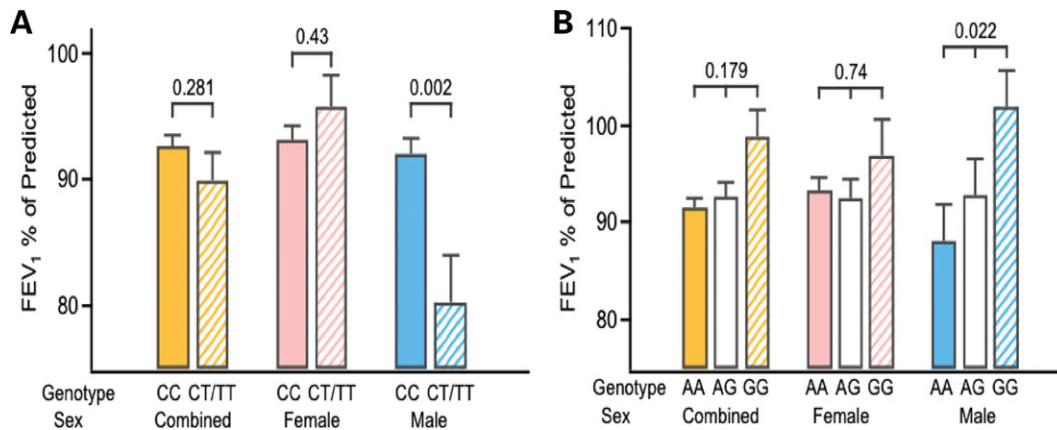 A
FEV₁ % of Predicted
100
90
80
0.281
0.43
0.002
Genotype CC CT/TT CC CT/TT CC CT/TT
Sex Combined Female Male
B
FEV₁ % of Predicted
110
100
90
80
0.179
0.74
0.022
Genotype AA AG GG AA AG GG AA AG GG
Sex Combined Female Male